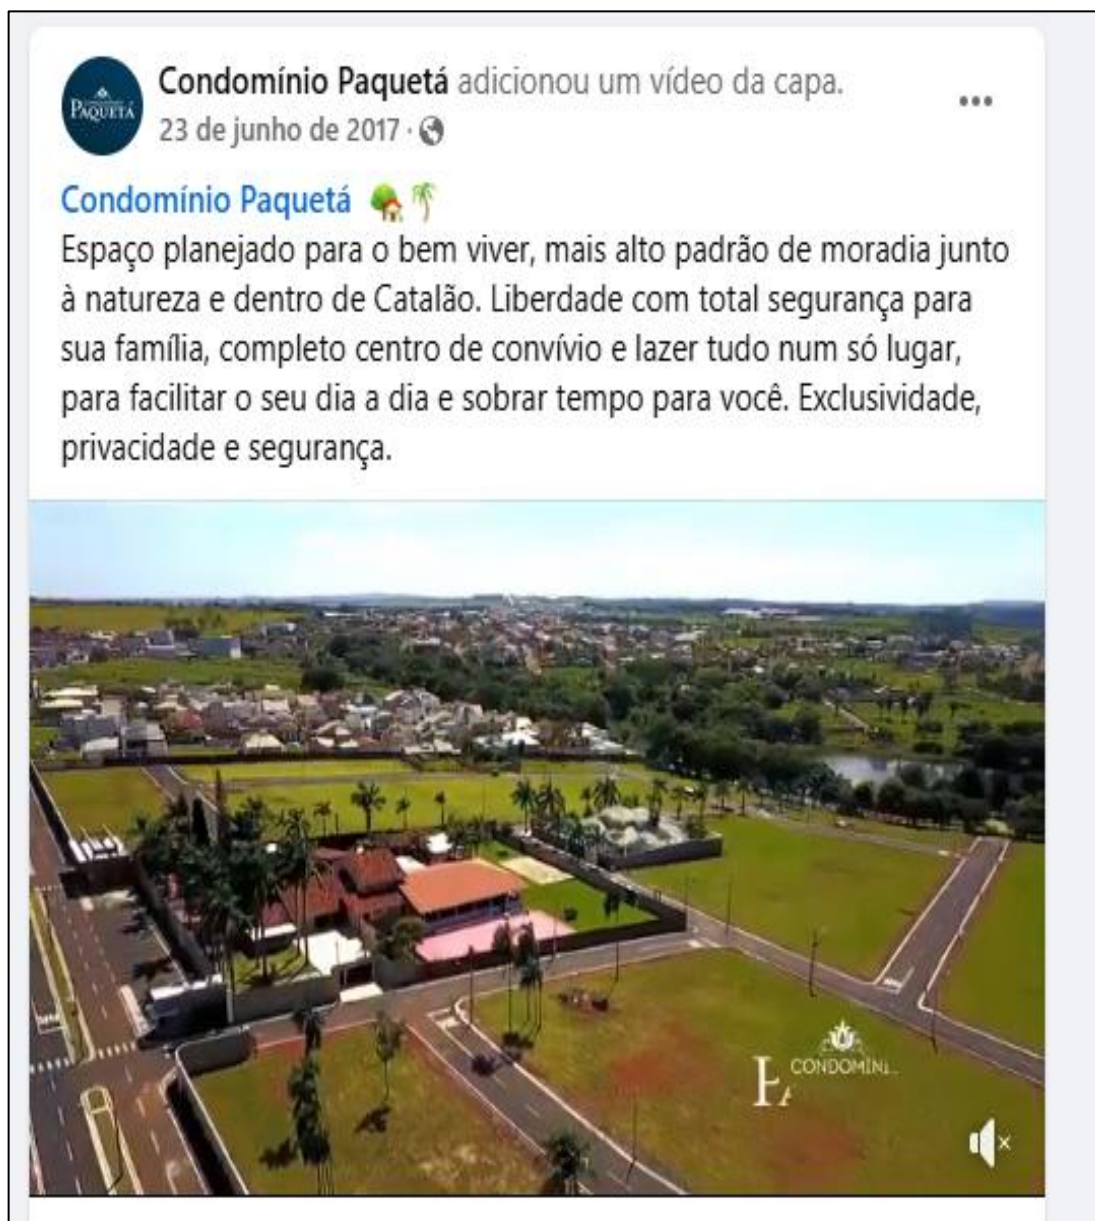 Condomínio Paquetá adicionou um vídeo da capa.
PAQUETÁ
23 de junho de 2017 ·
Condomínio Paquetá
Espaço planejado para o bem viver, mais alto padrão de moradia junto
à natureza e dentro de Catalão. Liberdade com total segurança para
sua família, completo centro de convívio e lazer tudo num só lugar,
para facilitar o seu dia a dia e sobrar tempo para você. Exclusividade,
privacidade e segurança.
CONDOMÍNI